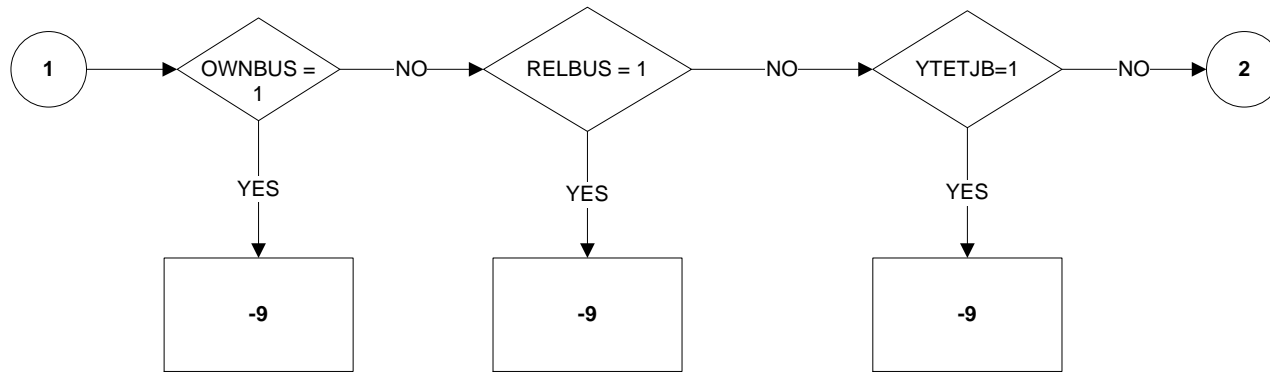 1
OWNBUS =
1
NO
RELBUS = 1
NO
YTETJB=1
NO
2
YES
YES
YES
-9
-9
-9